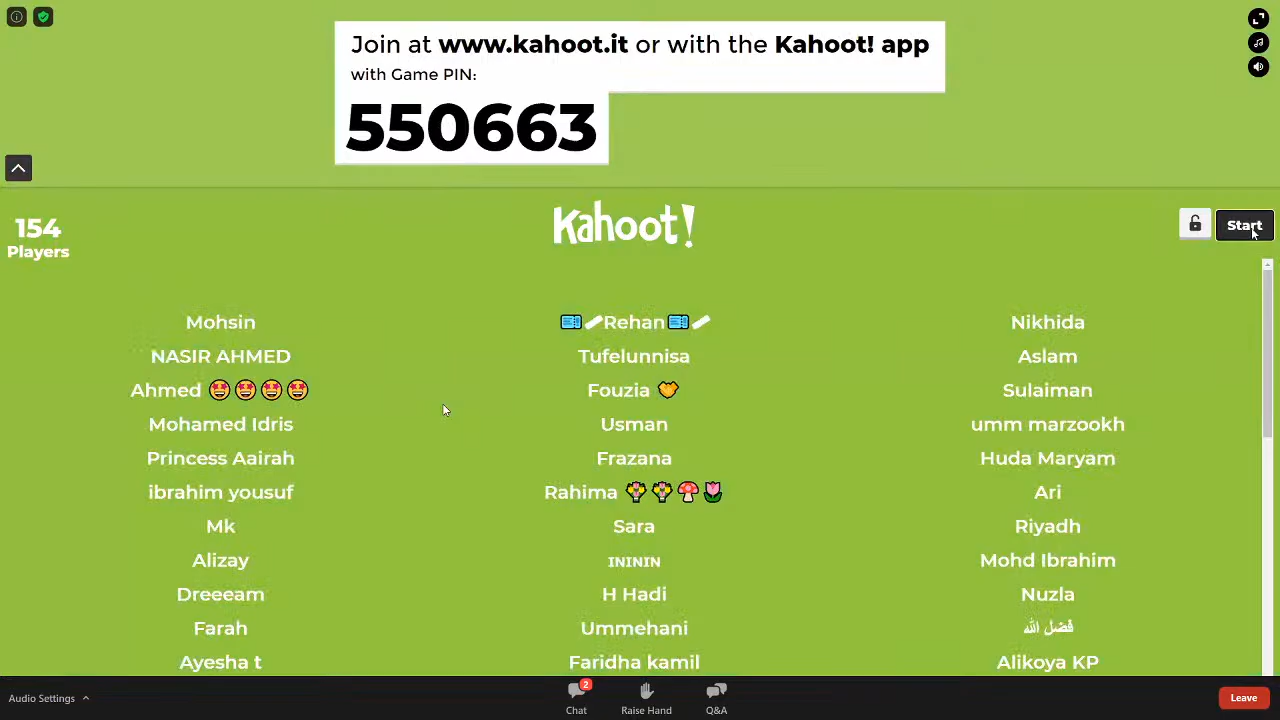 Join at www.kahoot.it or with the Kahoot! app
with Game PIN:
550663
154
Players
Kahoot!
Start
Mohsin
Rehan
Nikhida
NASIR AHMED
Tufelunnisa
Aslam
Ahmed 🤩🤩🤩🤩
Fouzia
Sulaiman
Mohamed Idris
Usman
umm marzookh
Princess Aairah
Frazana
Huda Maryam
ibrahim yousuf
Rahima 💐💐🍄🌷
Ari
Mk
Sara
Riyadh
Alizay
ɪɴɪɴɪɴ
Mohd Ibrahim
Dreeeam
H Hadi
Nuzla
Farah
Ummehani
فضل الله
Ayesha t
Faridha kamil
Alikoya KP
Audio Settings
2
Chat
Raise Hand
Q&A
Leave